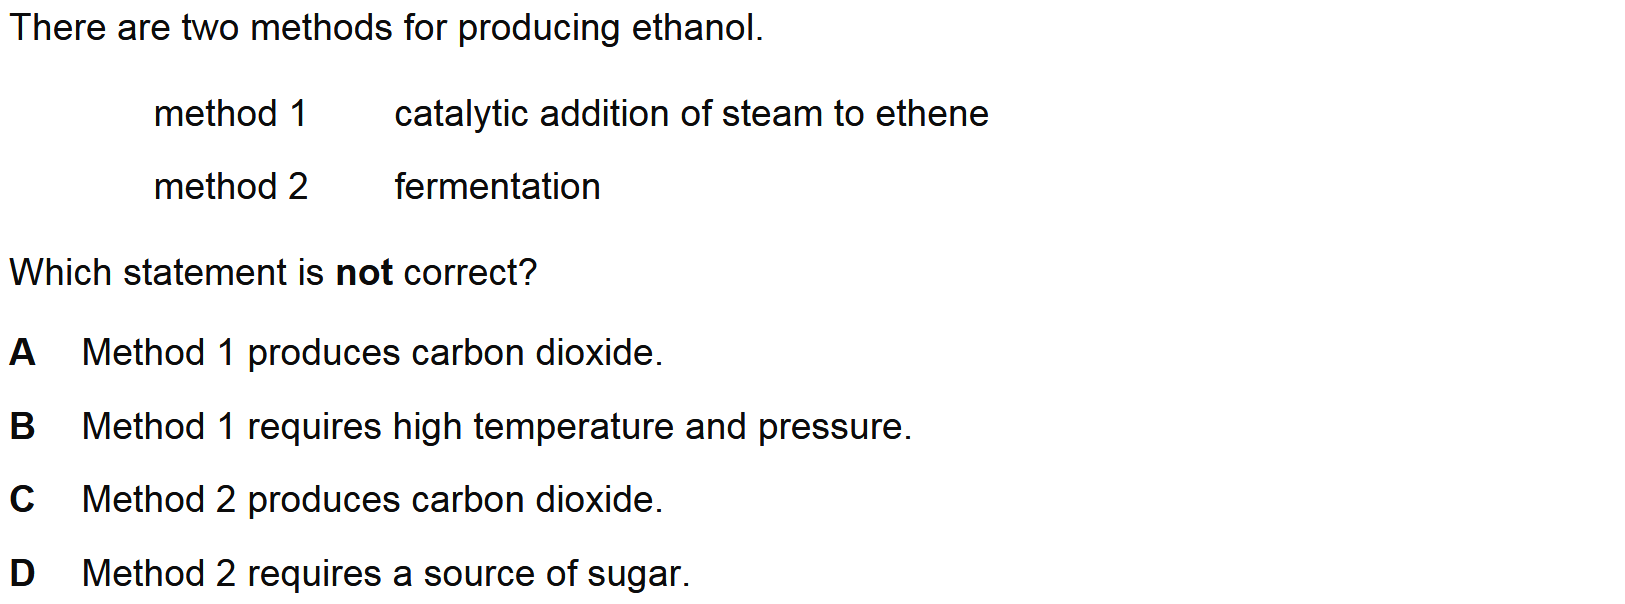 There are two methods for producing ethanol.
method 1 catalytic addition of steam to ethene
method 2 fermentation
Which statement is not correct?
A Method 1 produces carbon dioxide.
B Method 1 requires high temperature and pressure.
C Method 2 produces carbon dioxide.
D Method 2 requires a source of sugar.